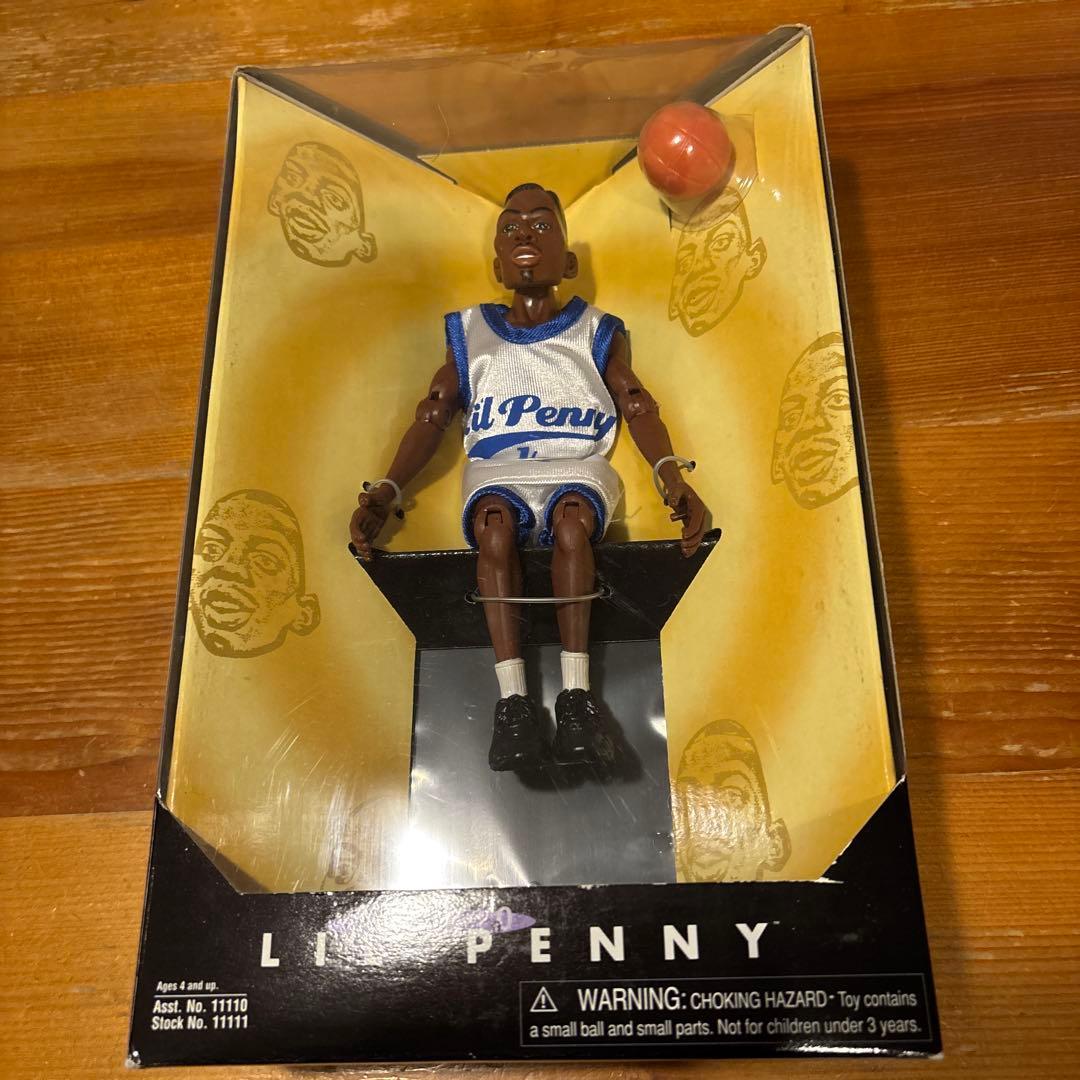 Lil Penny
LIL PENNY™
Ages 4 and up.
Asst. No. 11110
Stock No. 11111
WARNING: CHOKING HAZARD - Toy contains
a small ball and small parts. Not for children under 3 years.